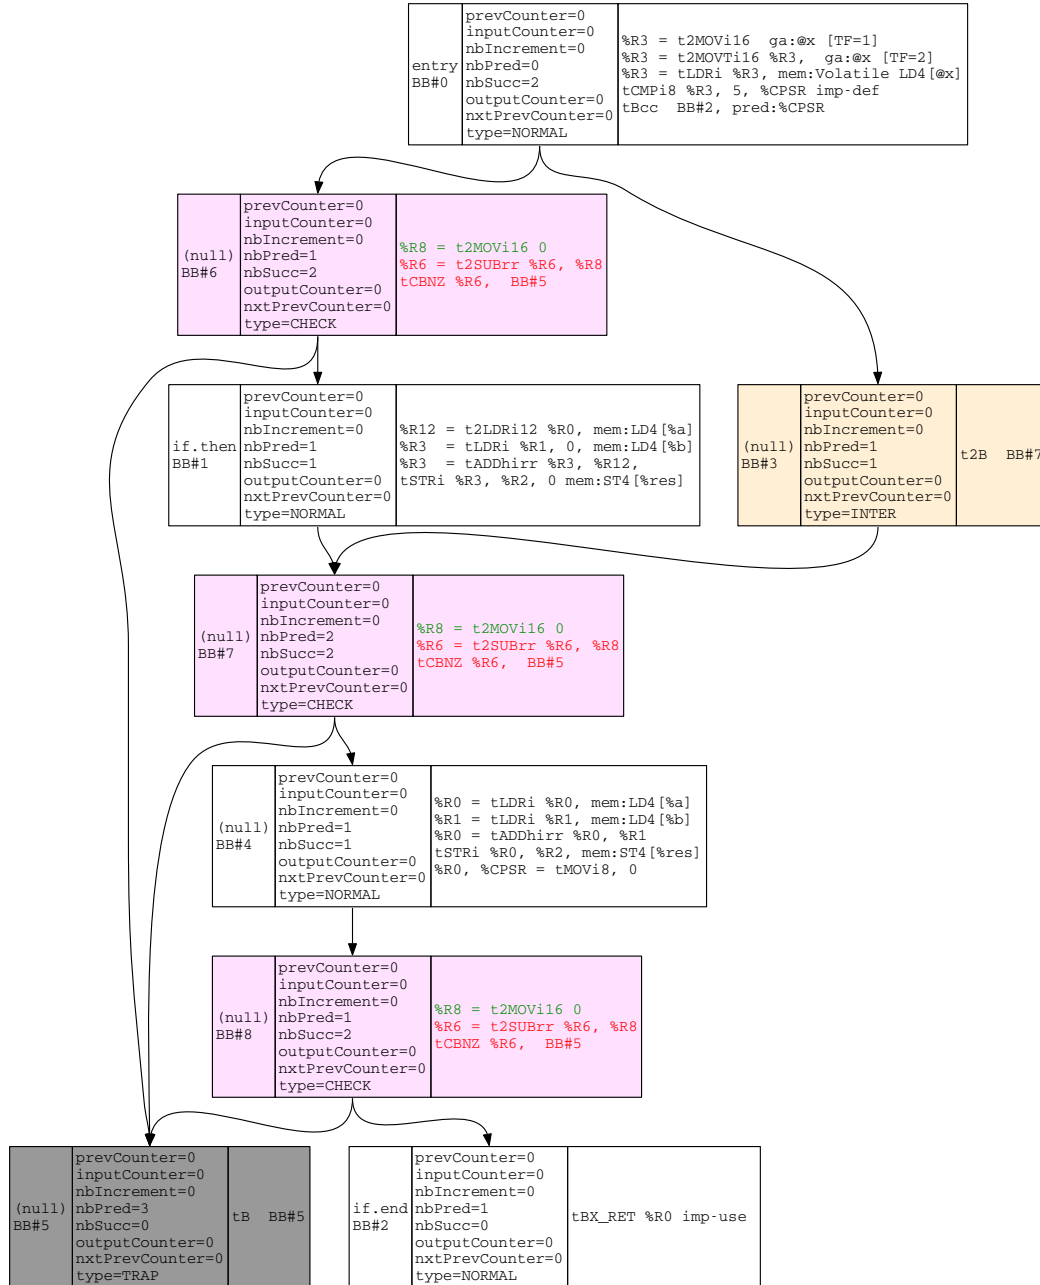 entry
BB#0
prevCounter=0
inputCounter=0
nbIncrement=0
nbPred=0
nbSucc=2
outputCounter=0
nxtPrevCounter=0
type=NORMAL
%R3 = t2MOVi16  ga:@x [TF=1]
%R3 = t2MOVTi16 %R3,  ga:@x [TF=2]
%R3 = tLDRi %R3, mem:Volatile LD4[@x]
tCMPi8 %R3, 5, %CPSR imp-def
tBcc  BB#2, pred:%CPSR
(null)
BB#6
prevCounter=0
inputCounter=0
nbIncrement=0
nbPred=1
nbSucc=2
outputCounter=0
nxtPrevCounter=0
type=CHECK
%R8 = t2MOVi16 0
%R6 = t2SUBrr %R6, %R8
tCBNZ %R6,  BB#5
if.then
BB#1
prevCounter=0
inputCounter=0
nbIncrement=0
nbPred=1
nbSucc=1
outputCounter=0
nxtPrevCounter=0
type=NORMAL
%R12 = t2LDRi12 %R0, mem:LD4[%a]
%R3  = tLDRi %R1, 0, mem:LD4[%b]
%R3  = tADDhirr %R3, %R12,
tSTRi %R3, %R2, 0 mem:ST4[%res]
(null)
BB#3
prevCounter=0
inputCounter=0
nbIncrement=0
nbPred=1
nbSucc=1
outputCounter=0
nxtPrevCounter=0
type=INTER
t2B  BB#7
(null)
BB#7
prevCounter=0
inputCounter=0
nbIncrement=0
nbPred=2
nbSucc=2
outputCounter=0
nxtPrevCounter=0
type=CHECK
%R8 = t2MOVi16 0
%R6 = t2SUBrr %R6, %R8
tCBNZ %R6,  BB#5
(null)
BB#4
prevCounter=0
inputCounter=0
nbIncrement=0
nbPred=1
nbSucc=1
outputCounter=0
nxtPrevCounter=0
type=NORMAL
%R0 = tLDRi %R0, mem:LD4[%a]
%R1 = tLDRi %R1, mem:LD4[%b]
%R0 = tADDhirr %R0, %R1
tSTRi %R0, %R2, mem:ST4[%res]
%R0, %CPSR = tMOVi8, 0
(null)
BB#8
prevCounter=0
inputCounter=0
nbIncrement=0
nbPred=1
nbSucc=2
outputCounter=0
nxtPrevCounter=0
type=CHECK
%R8 = t2MOVi16 0
%R6 = t2SUBrr %R6, %R8
tCBNZ %R6,  BB#5
(null)
BB#5
prevCounter=0
inputCounter=0
nbIncrement=0
nbPred=3
nbSucc=0
outputCounter=0
nxtPrevCounter=0
type=TRAP
tB  BB#5
if.end
BB#2
prevCounter=0
inputCounter=0
nbIncrement=0
nbPred=1
nbSucc=0
outputCounter=0
nxtPrevCounter=0
type=NORMAL
tBX_RET %R0 imp-use